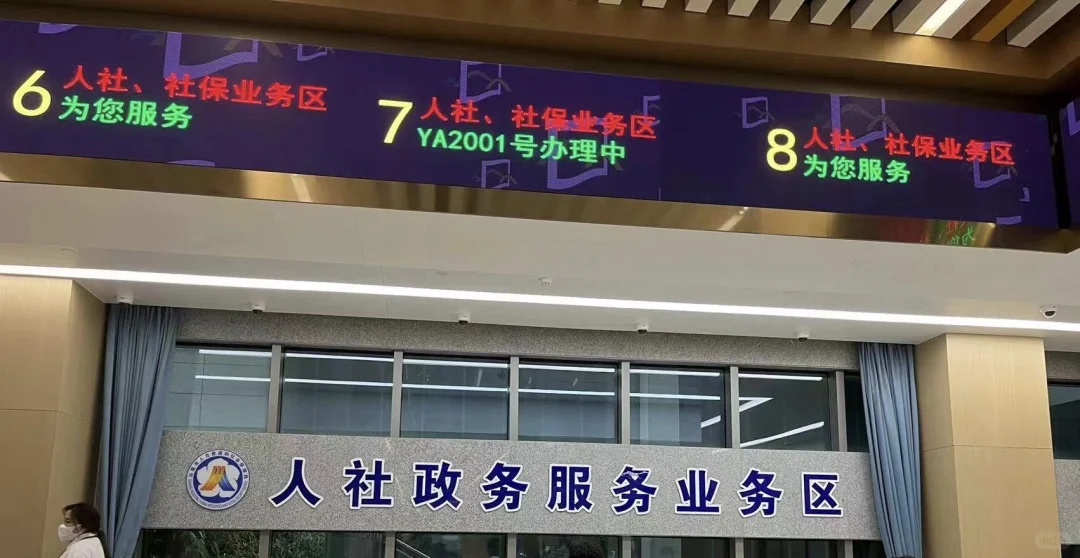 6 人社、社保业务区
为您服务
7 人社、社保业务区
YA2001号办理中
8 人社、社保业务区
为您服务
人社政务服务业务区